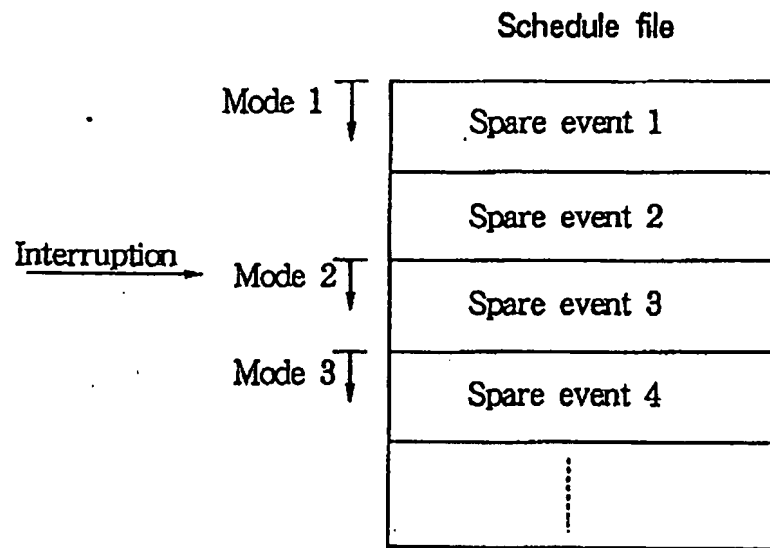 Schedule file
Mode 1
Spare event 1
Spare event 2
Interruption
Mode 2
Spare event 3
Mode 3
Spare event 4